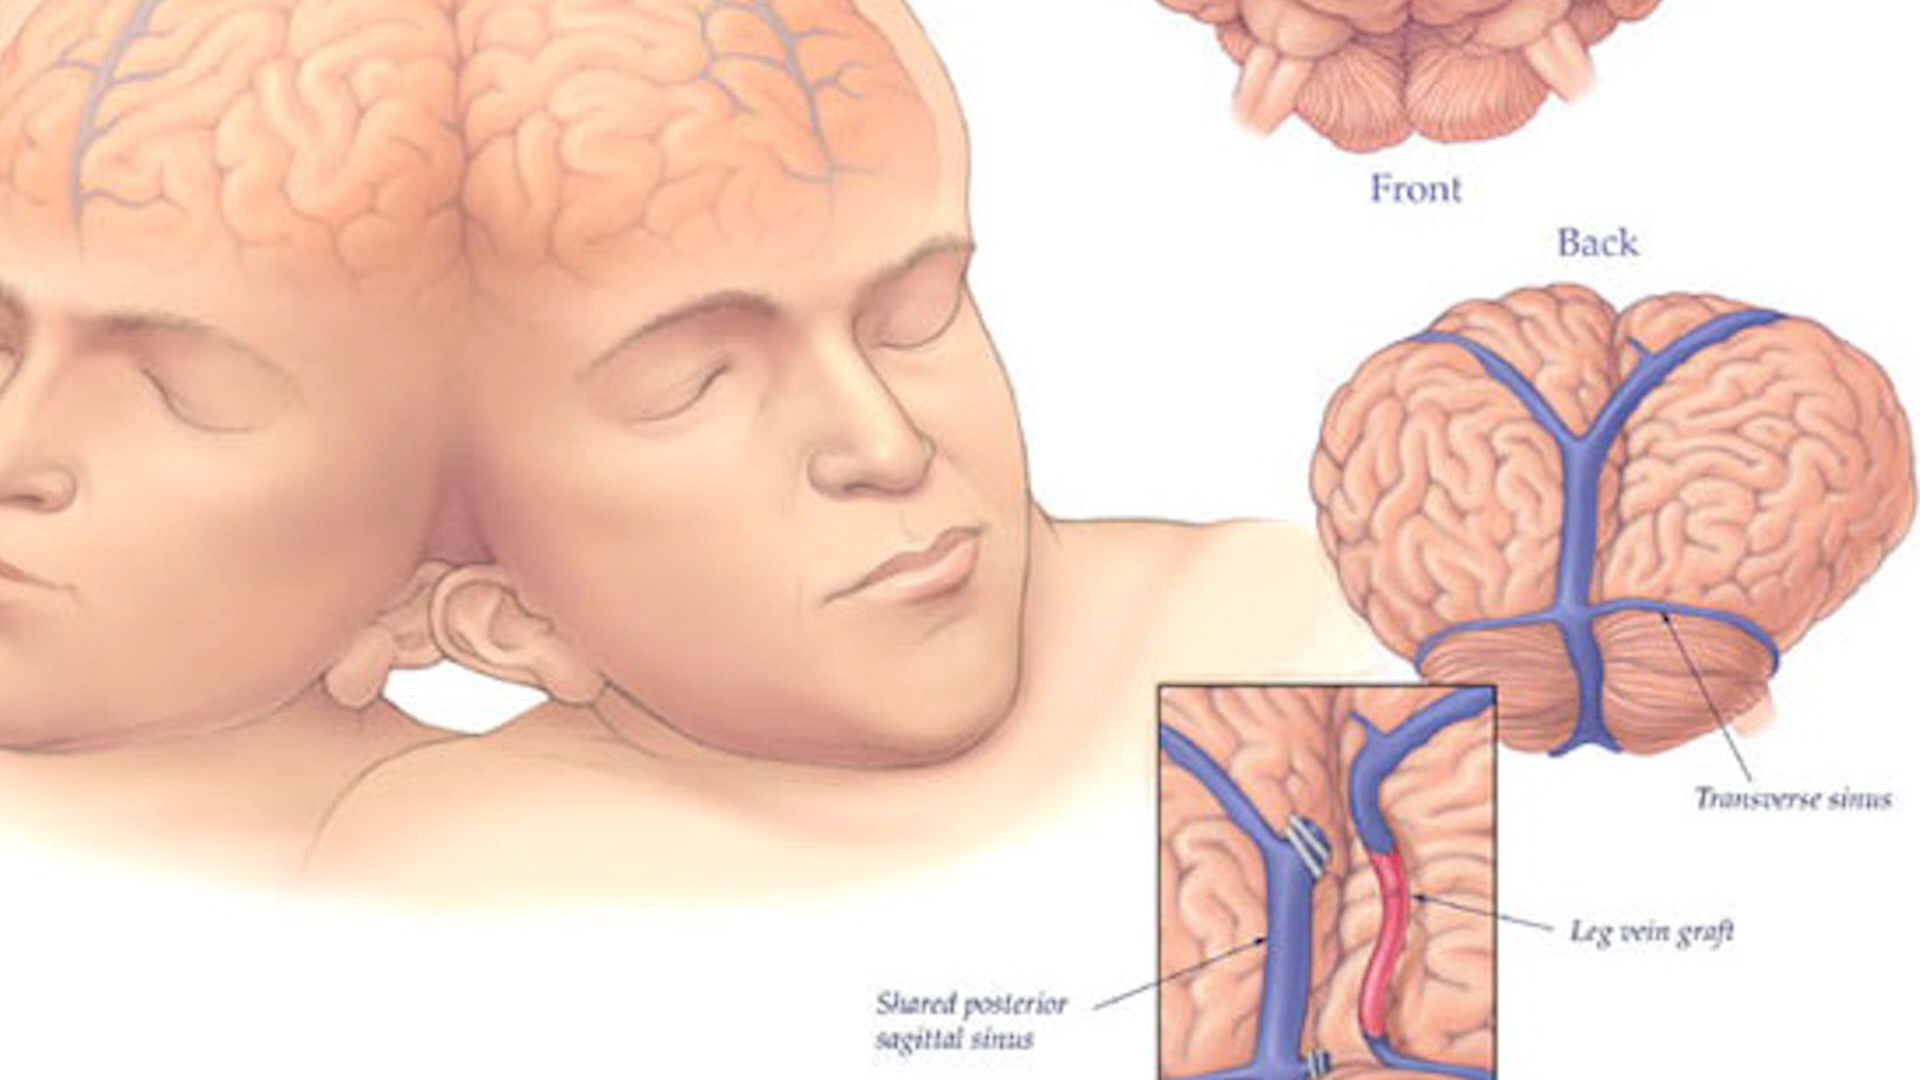 Front
Back
Transverse sinus
Leg vein graft
Shared posterior
sagittal sinus